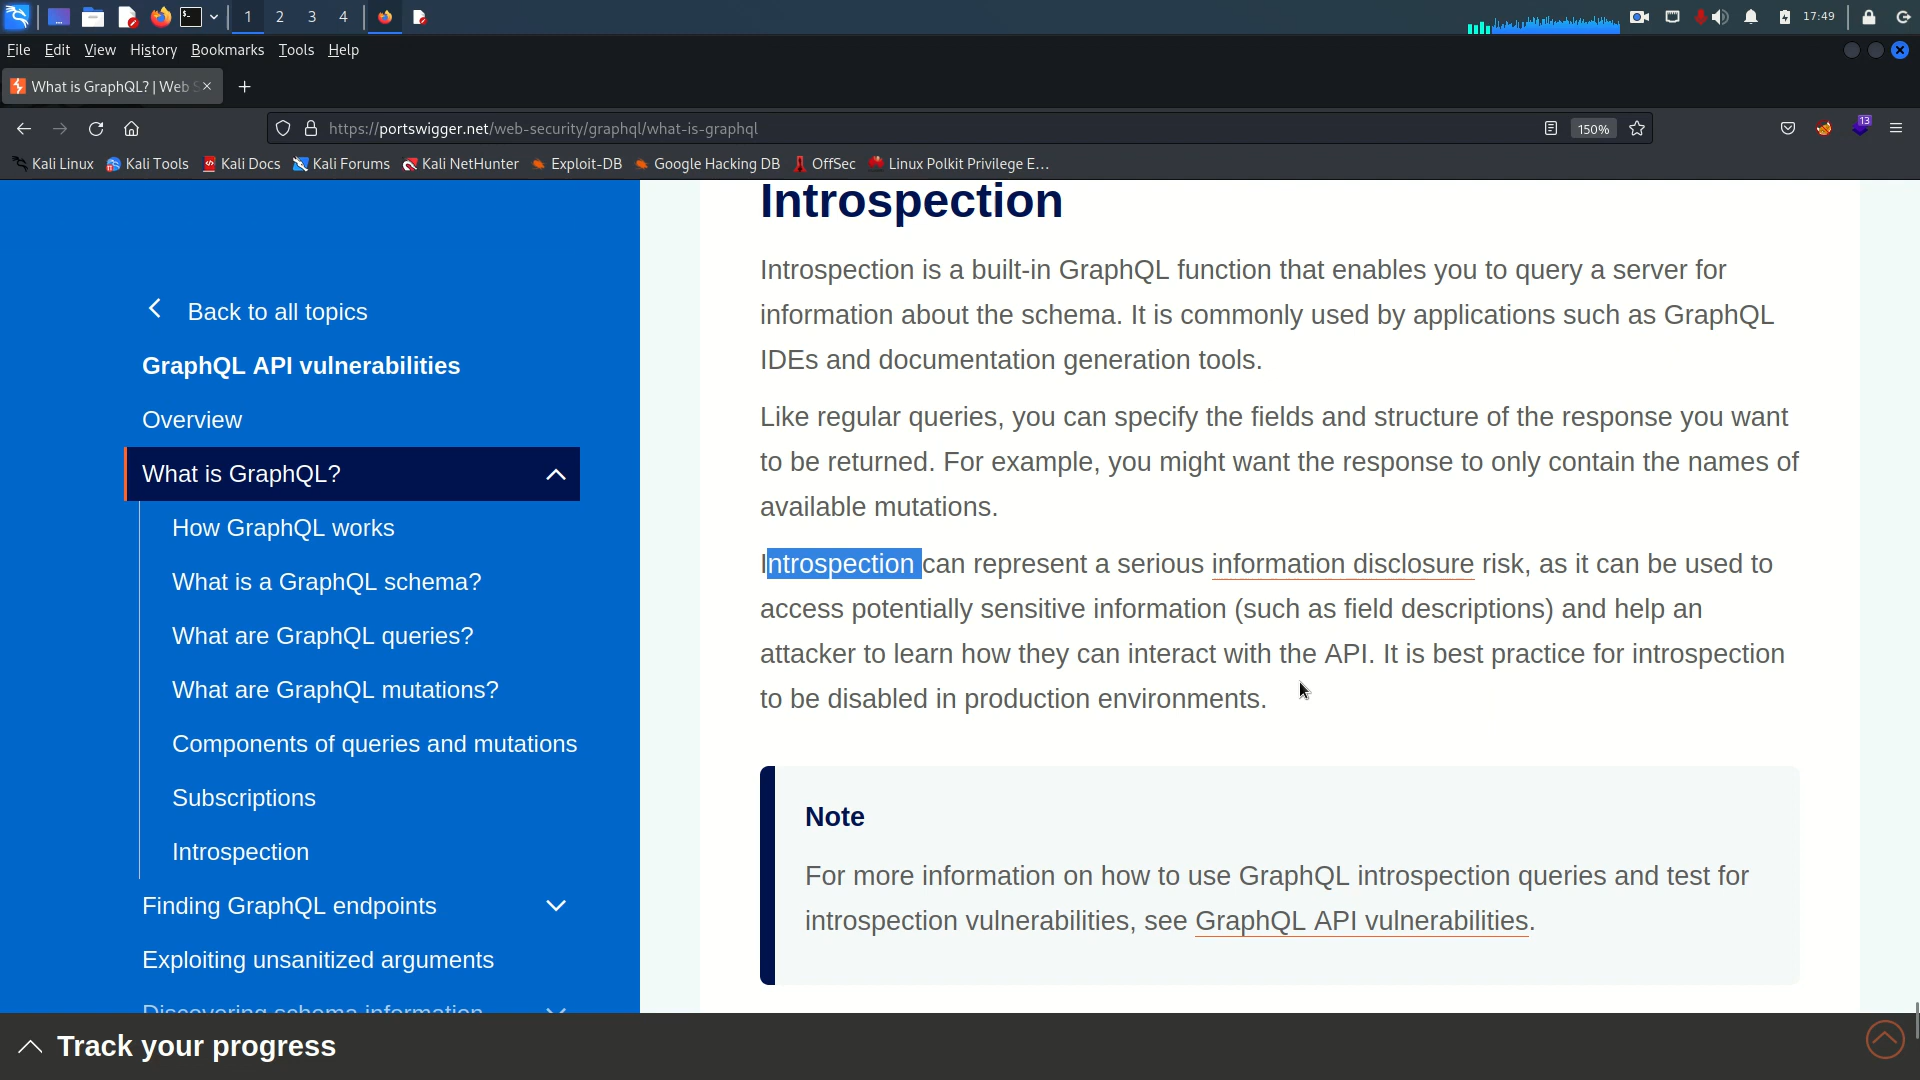 1 2 3 4
17:49
File Edit View History Bookmarks Tools Help
What is GraphQL? | Web S
https://portswigger.net/web-security/graphql/what-is-graphql
150%
13
Kali Linux Kali Tools Kali Docs Kali Forums Kali NetHunter Exploit-DB Google Hacking DB OffSec Linux Polkit Privilege E...
Back to all topics
GraphQL API vulnerabilities
Overview
What is GraphQL?
How GraphQL works
What is a GraphQL schema?
What are GraphQL queries?
What are GraphQL mutations?
Components of queries and mutations
Subscriptions
Introspection
Finding GraphQL endpoints
Exploiting unsanitized arguments
Discovering schema information
Introspection
Introspection is a built-in GraphQL function that enables you to query a server for
information about the schema. It is commonly used by applications such as GraphQL
IDEs and documentation generation tools.
Like regular queries, you can specify the fields and structure of the response you want
to be returned. For example, you might want the response to only contain the names of
available mutations.
Introspection can represent a serious information disclosure risk, as it can be used to
access potentially sensitive information (such as field descriptions) and help an
attacker to learn how they can interact with the API. It is best practice for introspection
to be disabled in production environments.
Note
For more information on how to use GraphQL introspection queries and test for
introspection vulnerabilities, see GraphQL API vulnerabilities.
Track your progress